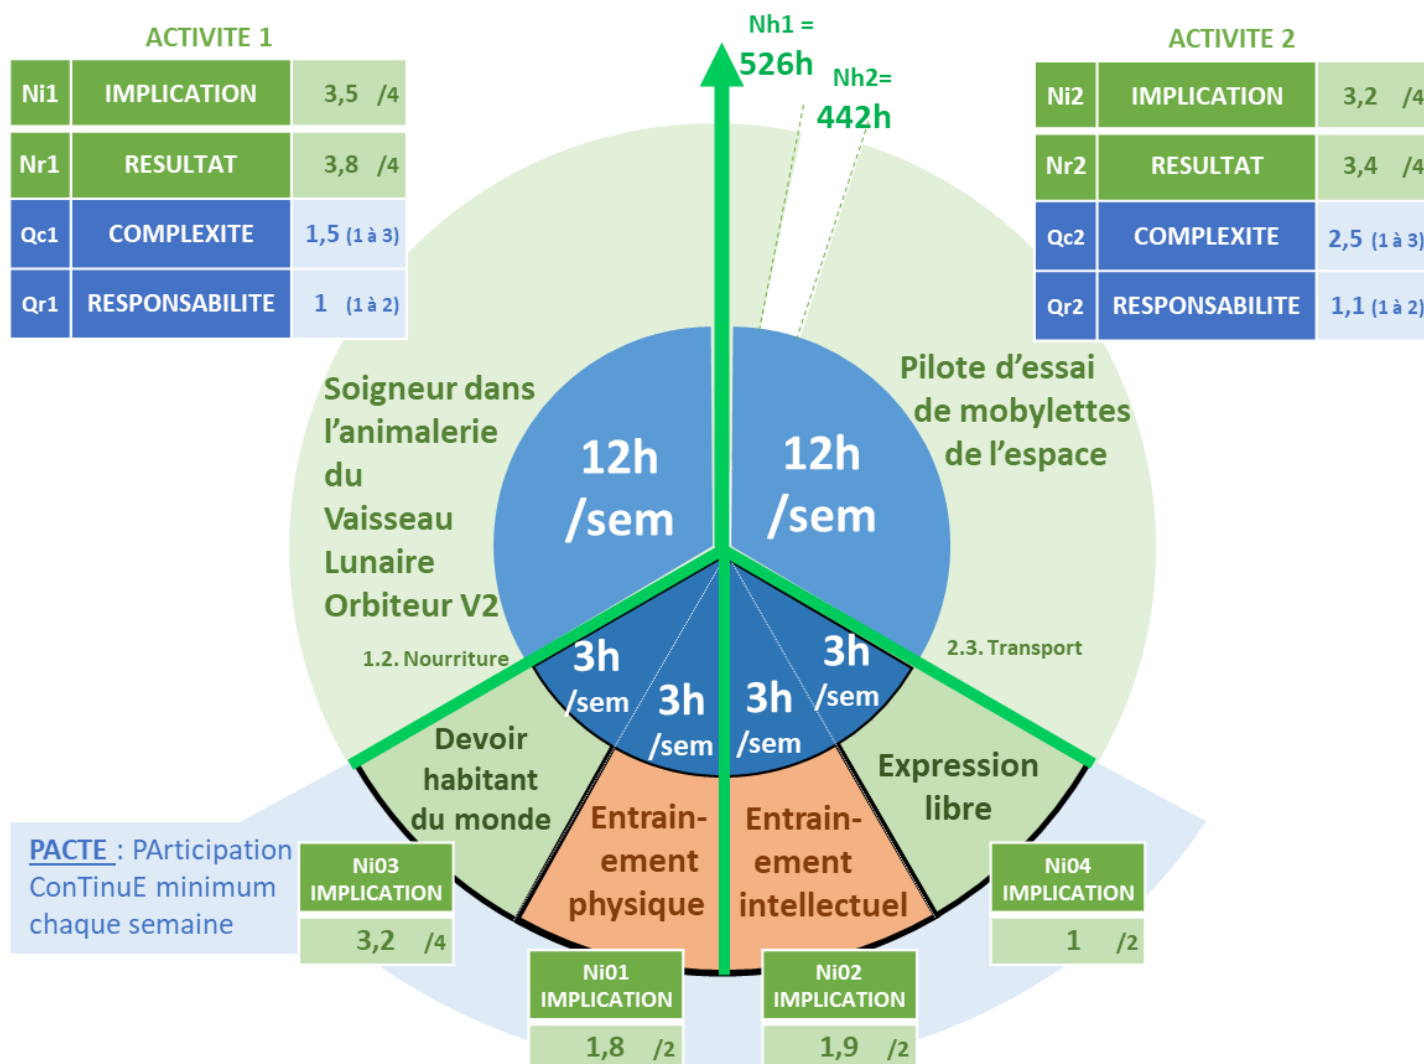 ACTIVITE 1
Ni1 IMPLICATION 3,5 /4
Nr1 RESULTAT 3,8 /4
Qc1 COMPLEXITE 1,5 (1 à 3)
Qr1 RESPONSABILITE 1 (1 à 2)
Nh1 =
526h
Nh2=
442h
ACTIVITE 2
Ni2 IMPLICATION 3,2 /4
Nr2 RESULTAT 3,4 /4
Qc2 COMPLEXITE 2,5 (1 à 3)
Qr2 RESPONSABILITE 1,1 (1 à 2)
Soigneur dans
l’animalerie
du
Vaisseau
Lunaire
Orbiteur V2
1.2. Nourriture
12h
/sem
12h
/sem
Pilote d’essai
de mobylettes
de l’espace
2.3. Transport
3h
/sem
3h
/sem
3h
/sem
3h
/sem
Devoir
habitant
du monde
Entrain-
ement
physique
Entrain-
ement
intellectuel
Expression
libre
PACTE : PArticipation
ConTinuE minimum
chaque semaine
Ni03
IMPLICATION
3,2 /4
Ni01
IMPLICATION
1,8 /2
Ni02
IMPLICATION
1,9 /2
Ni04
IMPLICATION
1 /2